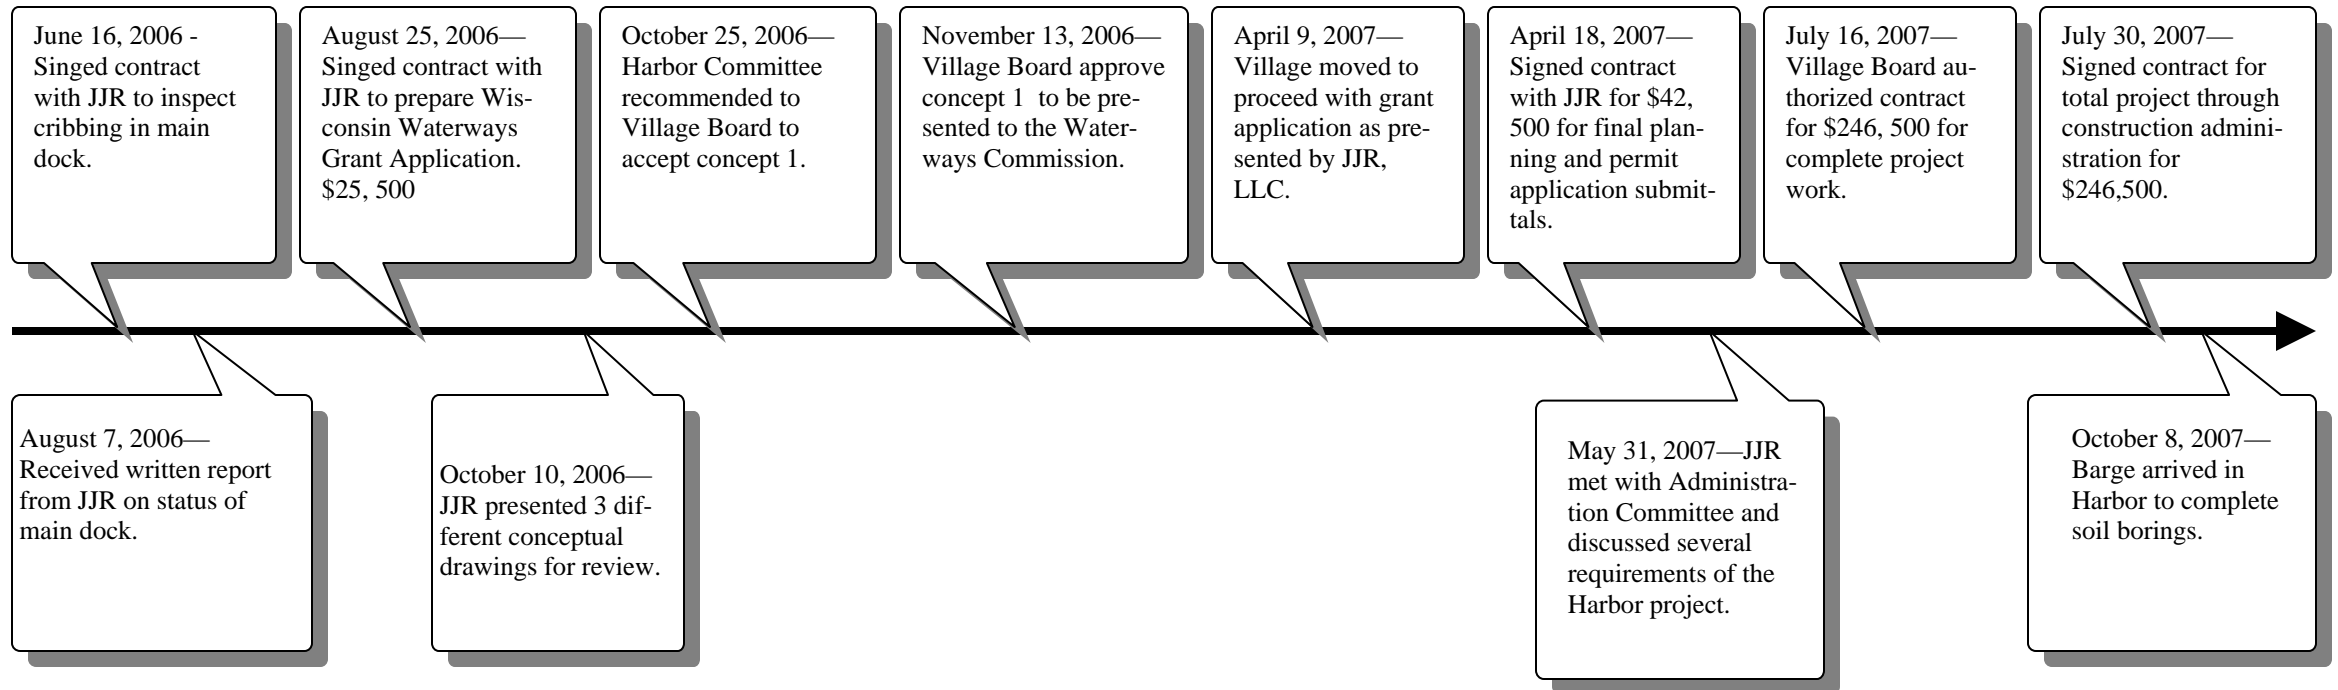 June 16, 2006 -
Singed contract
with JJR to inspect
cribbing in main
dock.
August 25, 2006—
Singed contract with
JJR to prepare Wis-
consin Waterways
Grant Application.
$25, 500
October 25, 2006—
Harbor Committee
recommended to
Village Board to
accept concept 1.
November 13, 2006—
Village Board approve
concept 1  to be pre-
sented to the Water-
ways Commission.
April 9, 2007—
Village moved to
proceed with grant
application as pre-
sented by JJR,
LLC.
April 18, 2007—
Signed contract
with JJR for $42,
500 for final plan-
ning and permit
application submit-
tals.
July 16, 2007—
Village Board au-
thorized contract
for $246, 500 for
complete project
work.
July 30, 2007—
Signed contract for
total project through
construction admini-
stration for
$246,500.
August 7, 2006—
Received written report
from JJR on status of
main dock.
October 10, 2006—
JJR presented 3 dif-
ferent conceptual
drawings for review.
May 31, 2007—JJR
met with Administra-
tion Committee and
discussed several
requirements of the
Harbor project.
October 8, 2007—
Barge arrived in
Harbor to complete
soil borings.